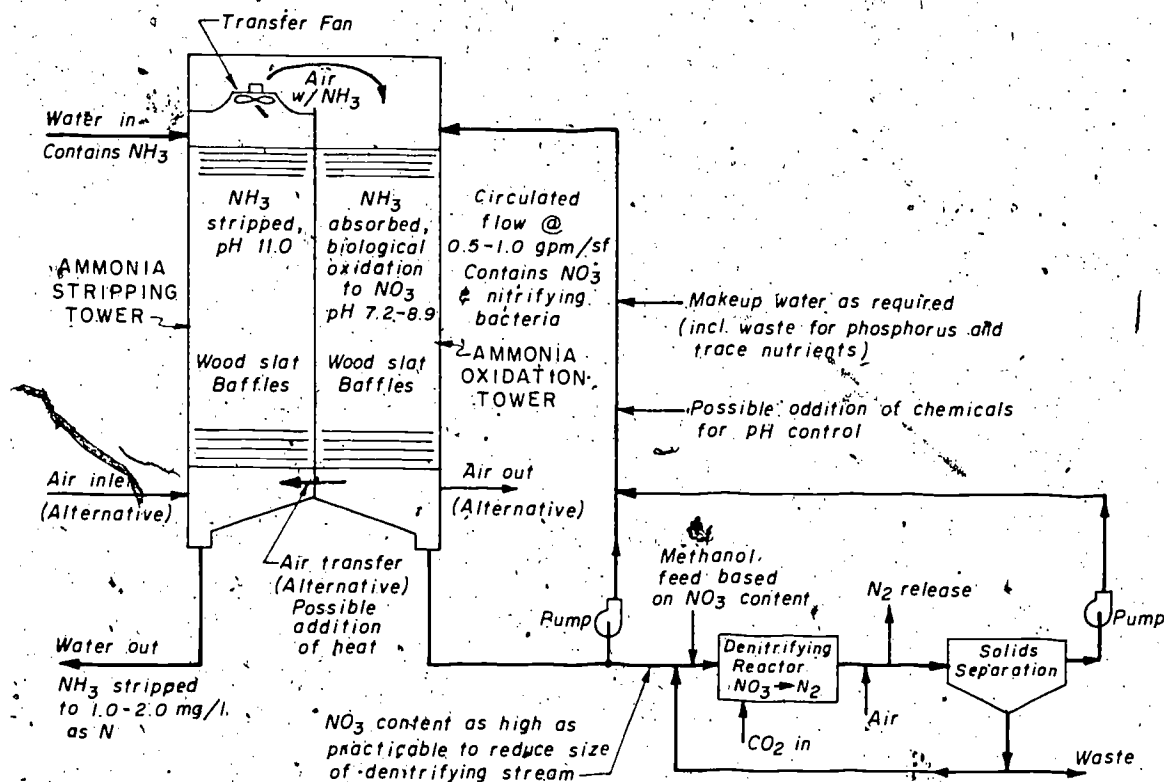 Transfer Fan
Air
w/NH3
Water in
Contains NH3
NH3
stripped,
pH 11.0
NH3
absorbed,
biological
oxidation
to NO3
pH 7.2-8.9
Circulated
flow @
0.5-1.0 gpm/sf
Contains NO3
& nitrifying
bacteria
AMMONIA
STRIPPING
TOWER
Makeup water as required
(incl. waste for phosphorus and
trace nutrients)
Wood slat
Baffles
Wood slat
Baffles
AMMONIA
OXIDATION
TOWER
Possible addition of chemicals
for pH control
Air inlet
(Alternative)
Air out
(Alternative)
Air transfer
(Alternative)
Possible
addition
of heat
Methanol
feed based
on NO3 content
N2 release
Pump
Pump
Denitrifying
Reactor
NO3 → N2
Solids
Separation
Water out
NH3 stripped
to 1.0-2.0 mg/l.
as N
NO3 content as high as
practicable to reduce size
of denitrifying stream
CO2 in
Air
Waste